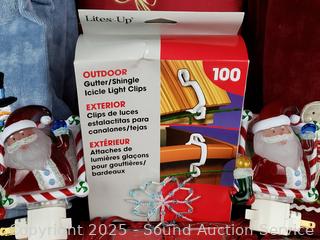 Lites-Up
OUTDOOR
Gutter/Shingle
Icicle Light Clips
100
EXTERIOR
Clips de luces
estalactitas para
canalones/tejas
EXTÉRIEUR
Attaches de
lumières glaçons
pour gouttières/
bardeaux
Copyright 2025 - Sound Auction Service